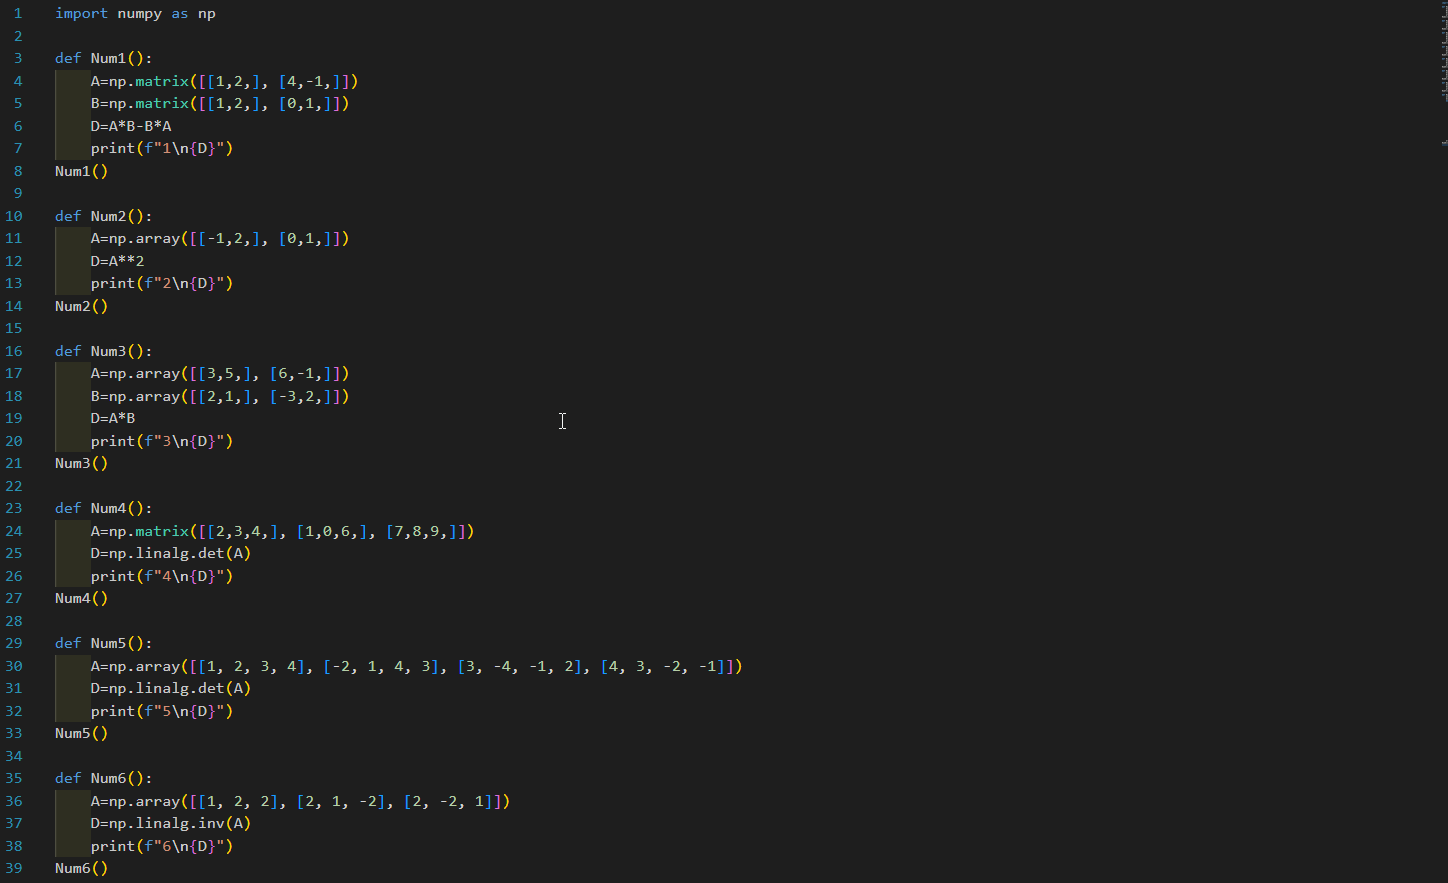 1 import numpy as np
2
3 def Num1():
4     A=np.matrix([[1,2,], [4,-1,]])
5     B=np.matrix([[1,2,], [0,1,]])
6     D=A*B-B*A
7     print(f"1\n{D}")
8 Num1()
9
10 def Num2():
11     A=np.array([[-1,2,], [0,1,]])
12     D=A**2
13     print(f"2\n{D}")
14 Num2()
15
16 def Num3():
17     A=np.array([[3,5,], [6,-1,]])
18     B=np.array([[2,1,], [-3,2,]])
19     D=A*B
20     print(f"3\n{D}")
21 Num3()
22
23 def Num4():
24     A=np.matrix([[2,3,4,], [1,0,6,], [7,8,9,]])
25     D=np.linalg.det(A)
26     print(f"4\n{D}")
27 Num4()
28
29 def Num5():
30     A=np.array([[1, 2, 3, 4], [-2, 1, 4, 3], [3, -4, -1, 2], [4, 3, -2, -1]])
31     D=np.linalg.det(A)
32     print(f"5\n{D}")
33 Num5()
34
35 def Num6():
36     A=np.array([[1, 2, 2], [2, 1, -2], [2, -2, 1]])
37     D=np.linalg.inv(A)
38     print(f"6\n{D}")
39 Num6()